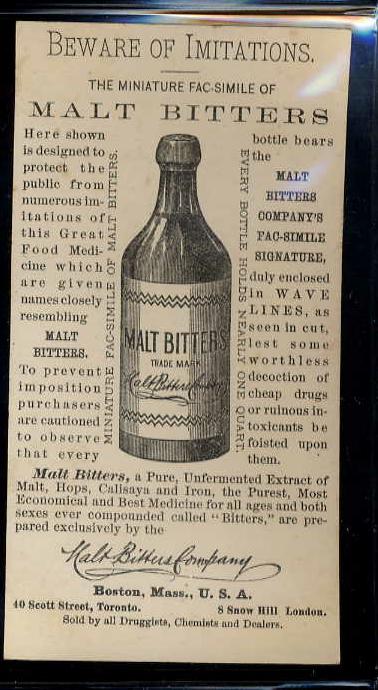 BEWARE OF IMITATIONS.
THE MINIATURE FAC-SIMILE OF
MALT BITTERS
Here shown
is designed to
protect the
public from
numerous im-
itations of
this Great
Food Medi-
cine which
are given
names closely
resembling
MALT
BITTERS.
To prevent
imposition
purchasers
are cautioned
to observe
that every
MINIATURE FAC-SIMILE OF MALT BITTERS.
MALT BITTERS
TRADE MARK
Malt Bitters Company
EVERY BOTTLE HOLDS NEARLY ONE QUART.
bottle bears
the
MALT
BITTERS
COMPANY'S
FAC-SIMILE
SIGNATURE,
duly enclosed
in WAVE
LINES, as
seen in cut,
lest some
worthless
decoction of
cheap drugs
or ruinous in-
toxicants be
foisted upon
them.
Malt Bitters, a Pure, Unfermented Extract of
Malt, Hops, Calisaya and Iron, the Purest, Most
Economical and Best Medicine for all ages and both
sexes ever compounded called "Bitters," are pre-
pared exclusively by the
Malt Bitters Company
Boston, Mass., U. S. A.
40 Scott Street, Toronto. 8 Snow Hill London.
Sold by all Druggists, Chemists and Dealers.